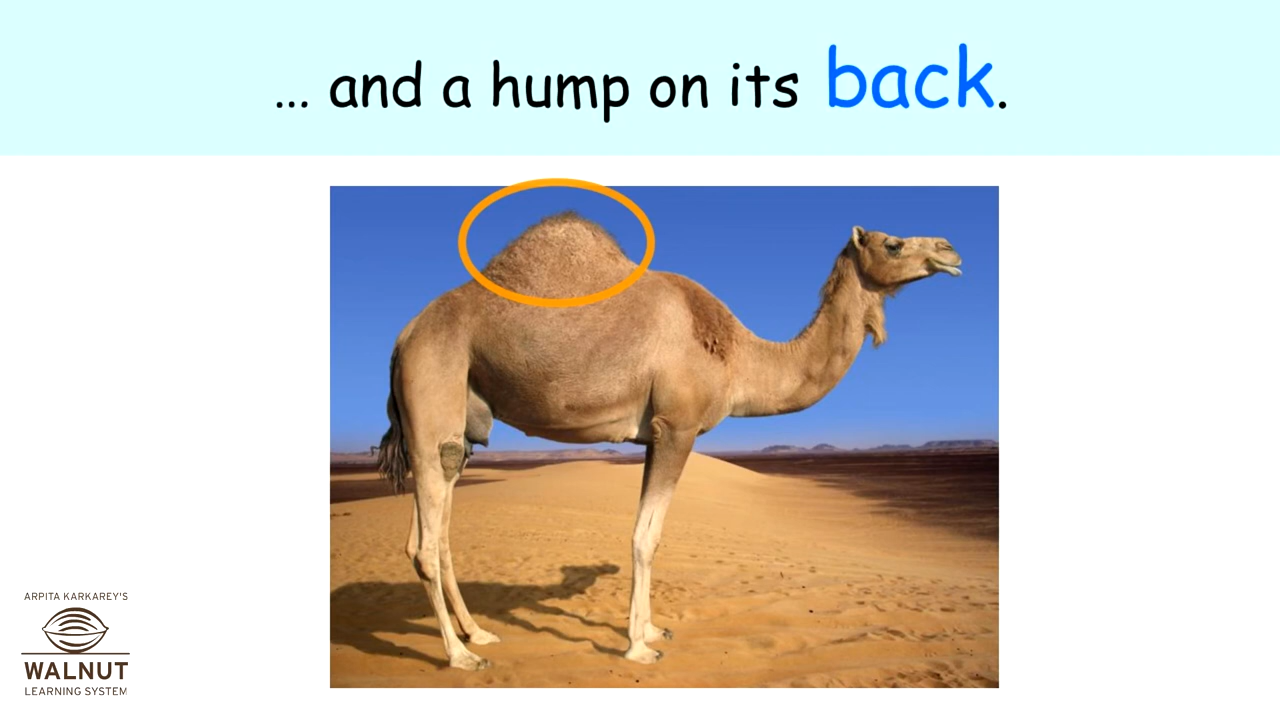 ... and a hump on its back.
ARPITA KARKAREY'S
WALNUT
LEARNING SYSTEM